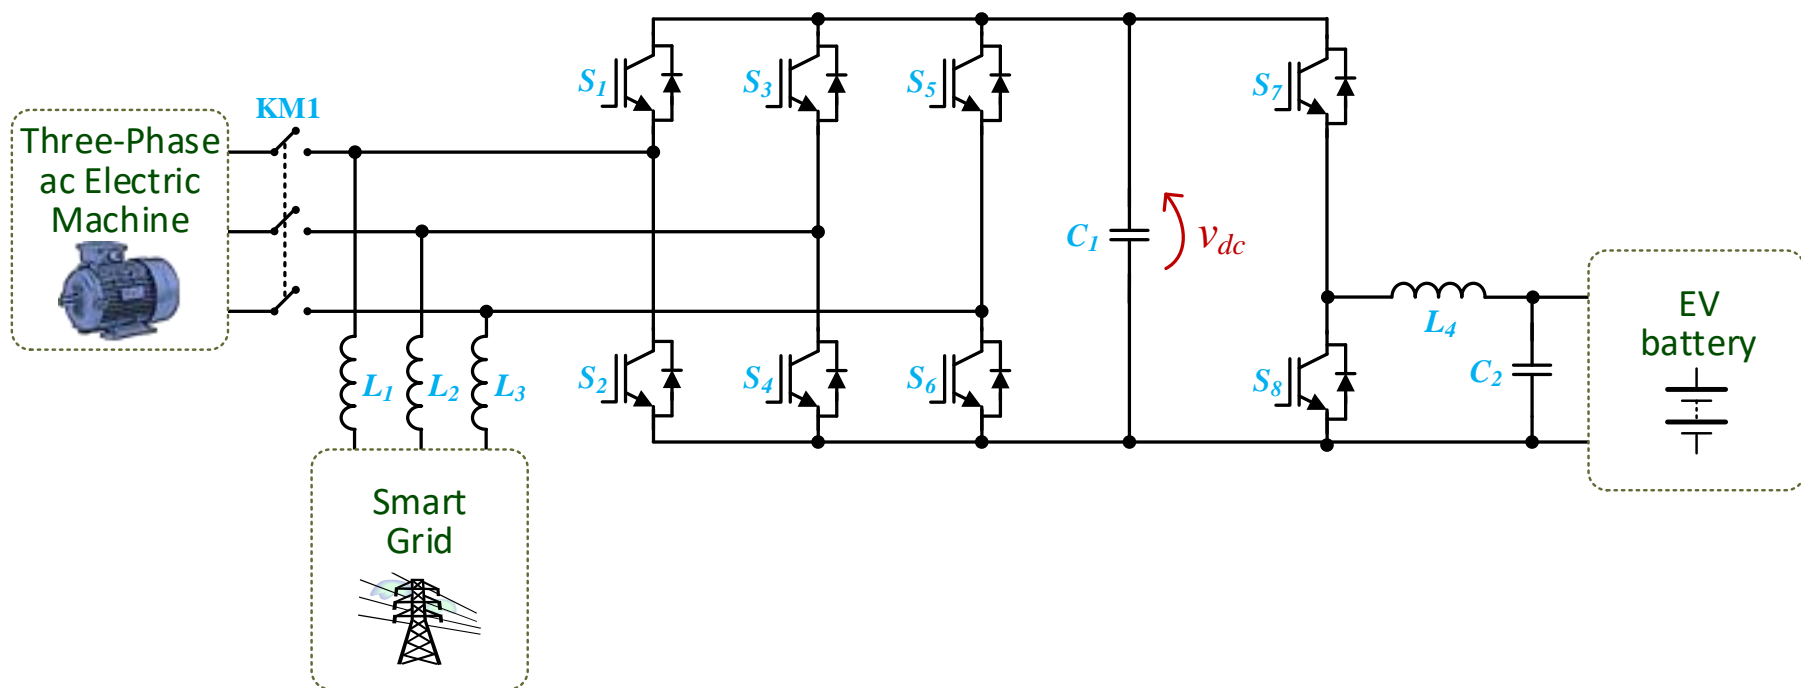 Three-Phase
ac Electric
Machine
KM1
L1
L2
L3
Smart
Grid
S1
S3
S5
S2
S4
S6
C1
vdc
S7
S8
L4
C2
EV
battery